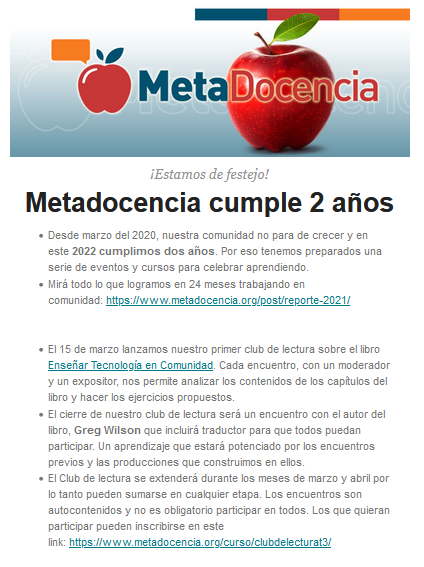 MetaDocencia
¡Estamos de festejo!
Metadocencia cumple 2 años
Desde marzo del 2020, nuestra comunidad no para de crecer y en
este 2022 cumplimos dos años. Por eso tenemos preparados una
serie de eventos y cursos para celebrar aprendiendo.
Mirá todo lo que logramos en 24 meses trabajando en
comunidad: https://www.metadocencia.org/post/reporte-2021/
El 15 de marzo lanzamos nuestro primer club de lectura sobre el libro
Enseñar Tecnología en Comunidad. Cada encuentro, con un moderador
y un expositor, nos permite analizar los contenidos de los capítulos del
libro y hacer los ejercicios propuestos.
El cierre de nuestro club de lectura será un encuentro con el autor del
libro, Greg Wilson que incluirá traductor para que todos puedan
participar. Un aprendizaje que estará potenciado por los encuentros
previos y las producciones que construimos en ellos.
El Club de lectura se extenderá durante los meses de marzo y abril por
lo tanto pueden sumarse en cualquier etapa. Los encuentros son
autocontenidos y no es obligatorio participar en todos. Los que quieran
participar pueden inscribirse en este
link: https://www.metadocencia.org/curso/clubdelecturat3/